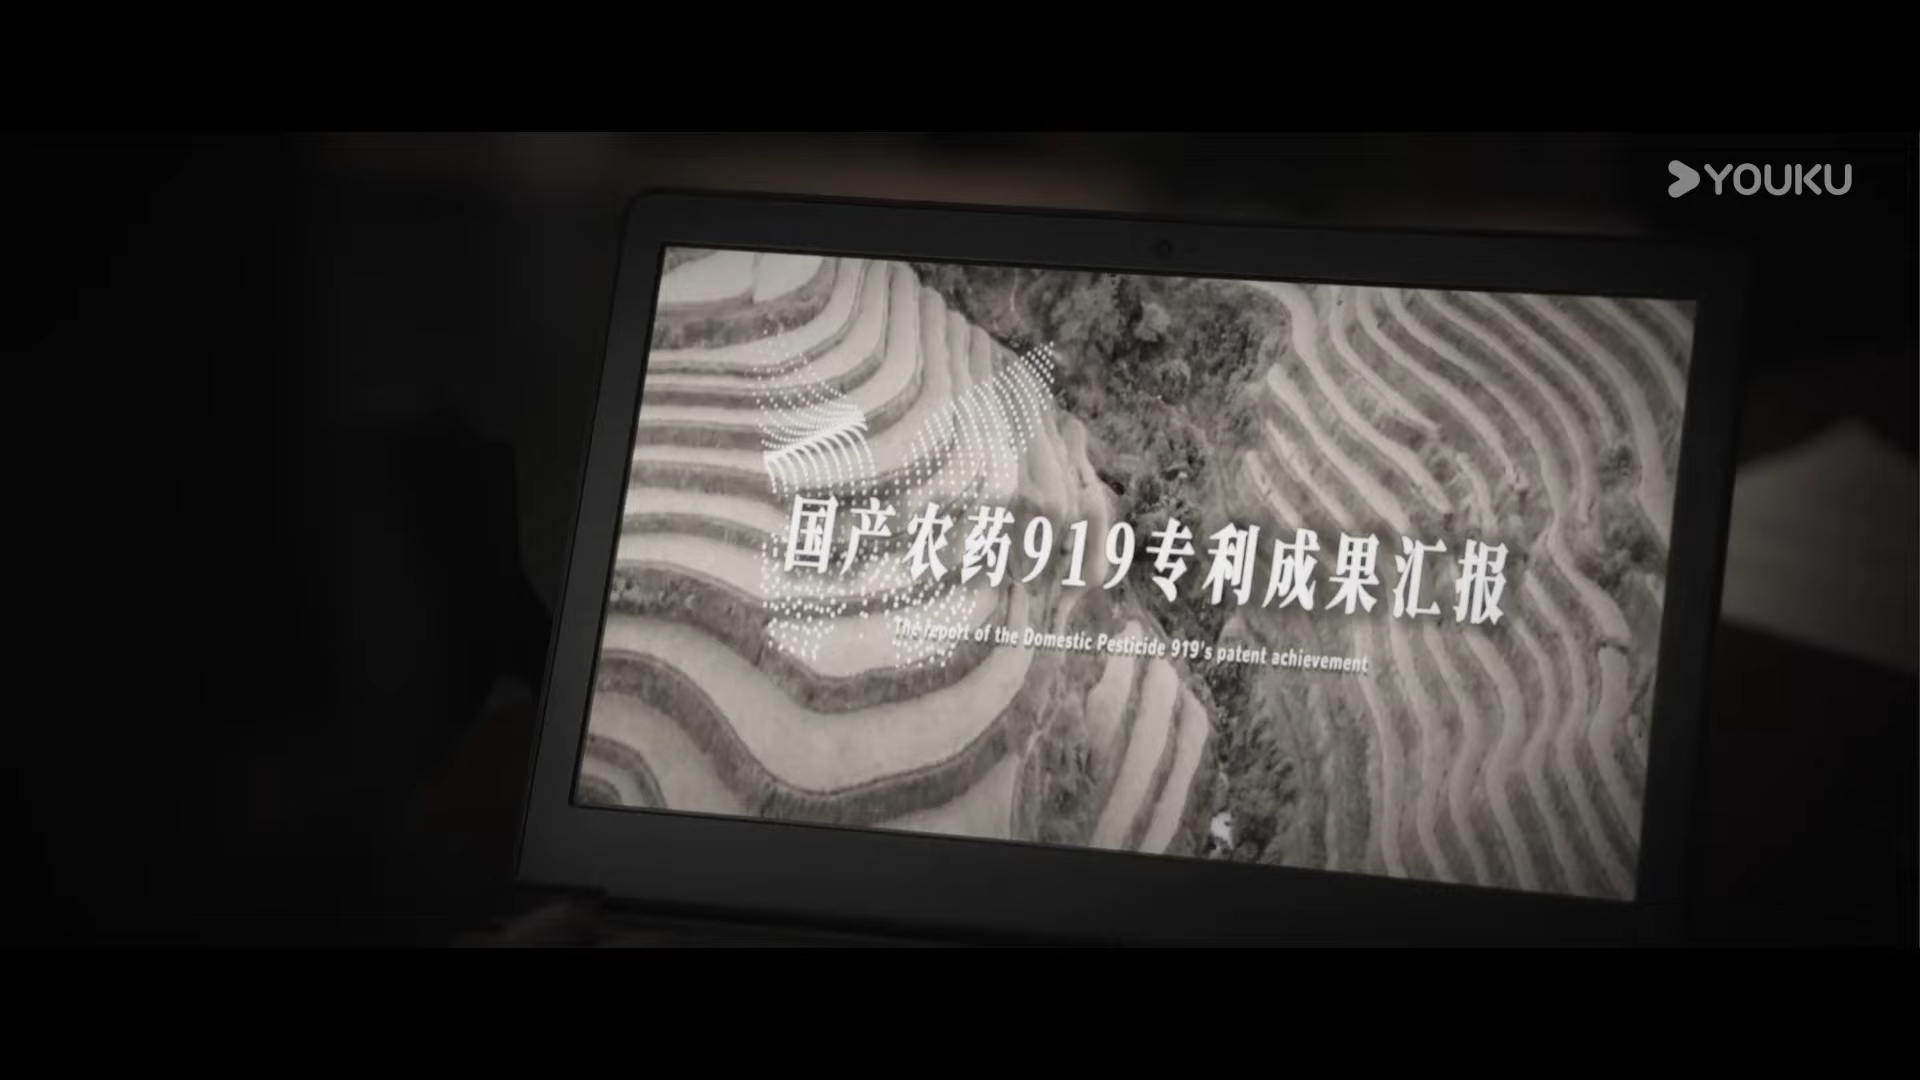 YOUKU
国产农药919专利成果汇报
The report of the Domestic Pesticide 919's patent achievement